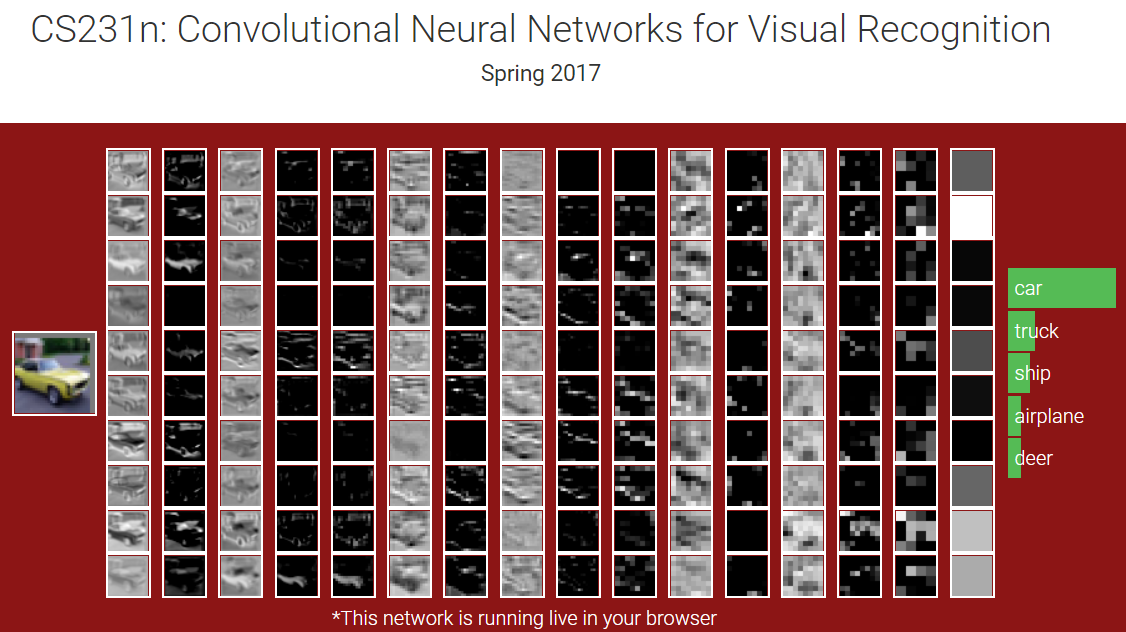 CS231n: Convolutional Neural Networks for Visual Recognition
Spring 2017
car
truck
ship
airplane
deer
*This network is running live in your browser